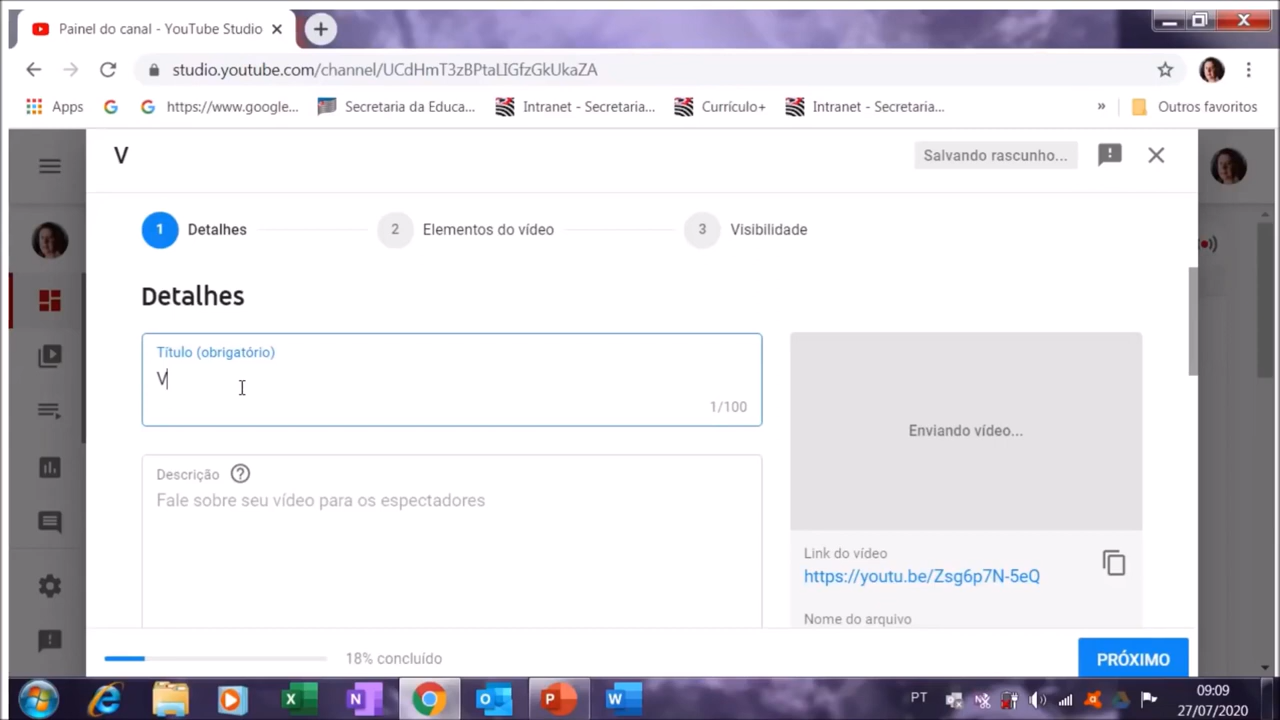 Painel do canal - YouTube Studio
studio.youtube.com/channel/UCdHmT3zBPtaLIGfzGkUkaZA
Apps
https://www.google...
Secretaria da Educa...
Intranet - Secretaria...
Currículo+
Intranet - Secretaria...
»
Outros favoritos
V
Salvando rascunho...
1 Detalhes
2 Elementos do vídeo
3 Visibilidade
Detalhes
Título (obrigatório)
V
1/100
Enviando vídeo...
Descrição
Fale sobre seu vídeo para os espectadores
Link do vídeo
https://youtu.be/Zsg6p7N-5eQ
Nome do arquivo
18% concluído
PRÓXIMO
PT
09:09
27/07/2020